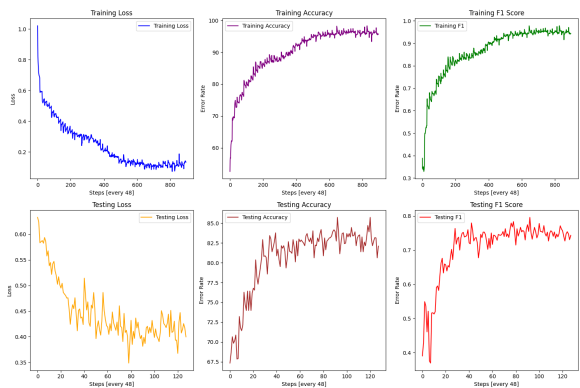 Training Loss
Training Loss
1.0
0.8
0.6
0.4
0.2
Loss
0 200 400 600 800
Steps [every 48]
Training Accuracy
Training Accuracy
100
90
80
70
60
Error Rate
0 200 400 600 800
Steps [every 48]
Training F1 Score
Training F1
1.0
0.9
0.8
0.7
0.6
0.5
0.4
0.3
Error Rate
0 200 400 600 800
Steps [every 48]
Testing Loss
Testing Loss
0.60
0.55
0.50
0.45
0.40
0.35
Loss
0 20 40 60 80 100 120
Steps [every 48]
Testing Accuracy
Testing Accuracy
85.0
82.5
80.0
77.5
75.0
72.5
70.0
67.5
Error Rate
0 20 40 60 80 100 120
Steps [every 48]
Testing F1 Score
Testing F1
0.8
0.7
0.6
0.5
0.4
Error Rate
0 20 40 60 80 100 120
Steps [every 48]